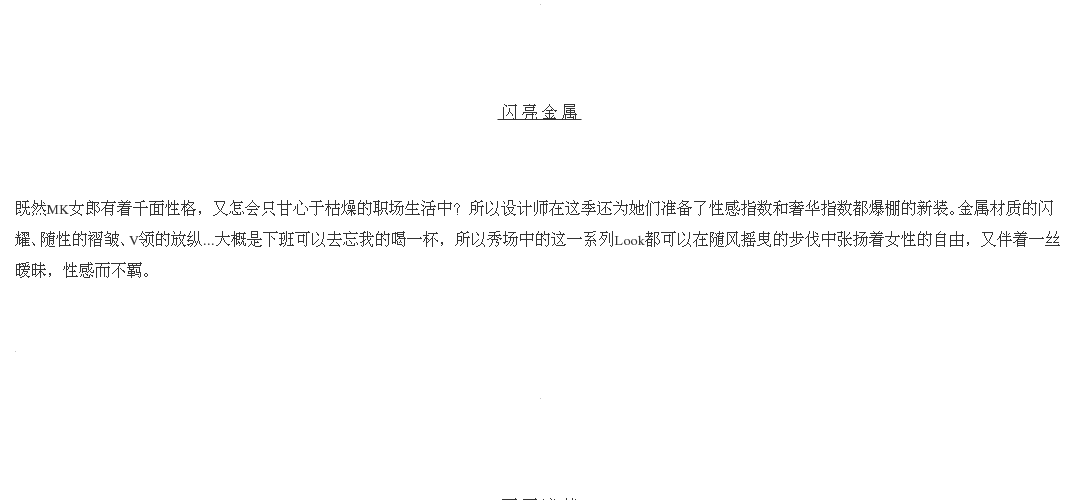 闪亮金属
既然MK女郎有着千面性格，又怎会只甘心于枯燥的职场生活中？所以设计师在这季还为她们准备了性感指数和奢华指数都爆棚的新装。金属材质的闪
耀、随性的褶皱、V领的放纵...大概是下班可以去忘我的喝一杯，所以秀场中的这一系列Look都可以在随风摇曳的步伐中张扬着女性的自由，又伴着一丝
暧昧，性感而不羁。